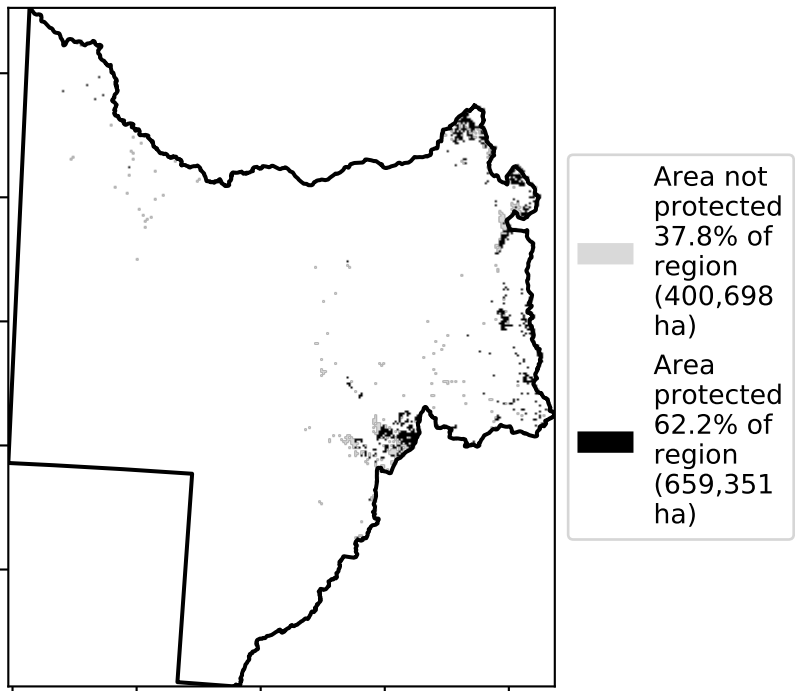 Area not
protected
37.8% of
region
(400,698
ha)
Area
protected
62.2% of
region
(659,351
ha)